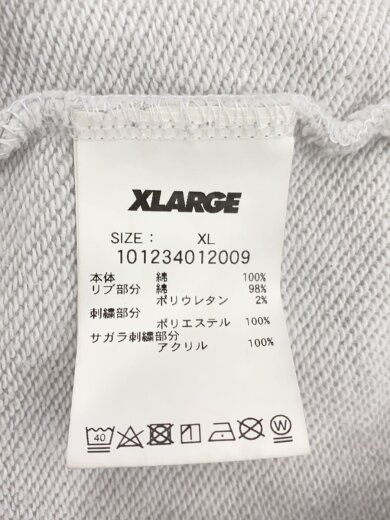 XLARGE
SIZE: XL
101234012009
本体 綿 100%
リブ部分 綿 98%
ポリウレタン 2%
刺繍部分
ポリエステル 100%
サガラ刺繍部分
アクリル 100%
40 W